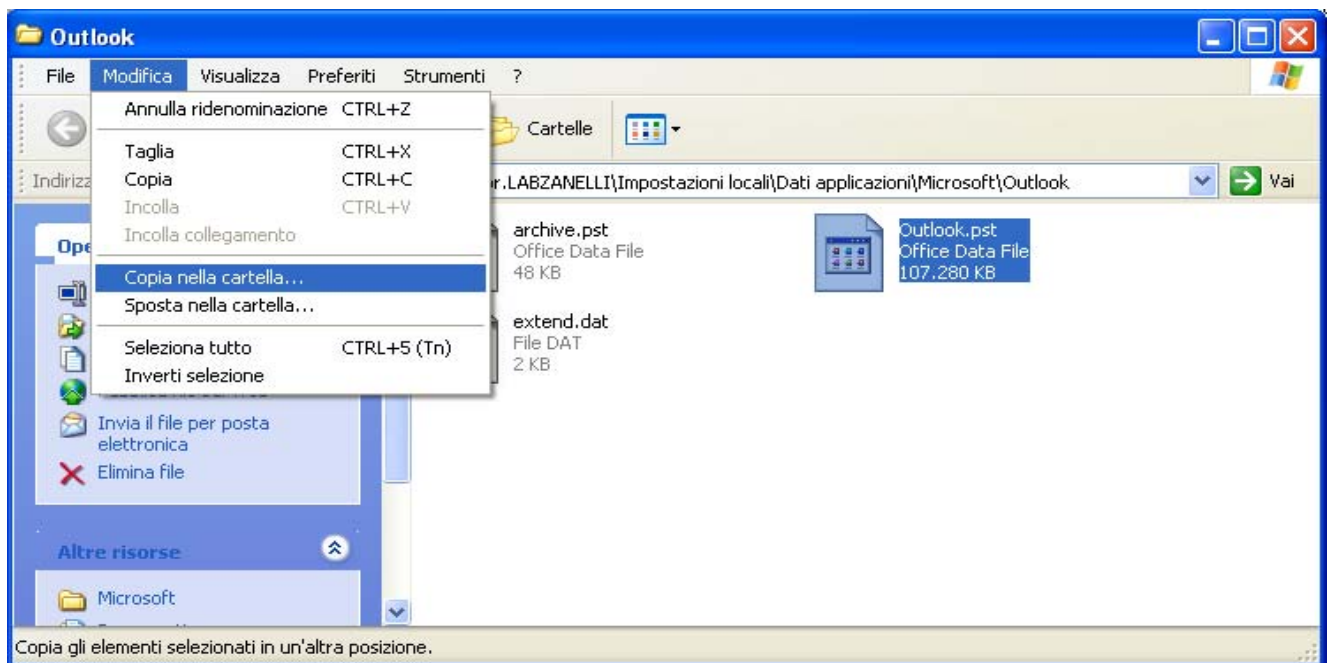 Outlook
File Modifica Visualizza Preferiti Strumenti ?
Annulla ridenominazione CTRL+Z
Taglia CTRL+X
Copia CTRL+C
Incolla CTRL+V
Incolla collegamento
Copia nella cartella...
Sposta nella cartella...
Seleziona tutto CTRL+5 (Tn)
Inverti selezione
Cartelle
r.LABZANELLI\Impostazioni locali\Dati applicazioni\Microsoft\Outlook
Vai
Invia il file per posta
elettronica
Elimina file
Altre risorse
Microsoft
archive.pst
Office Data File
48 KB
extend.dat
File DAT
2 KB
Outlook.pst
Office Data File
107.280 KB
Copia gli elementi selezionati in un'altra posizione.